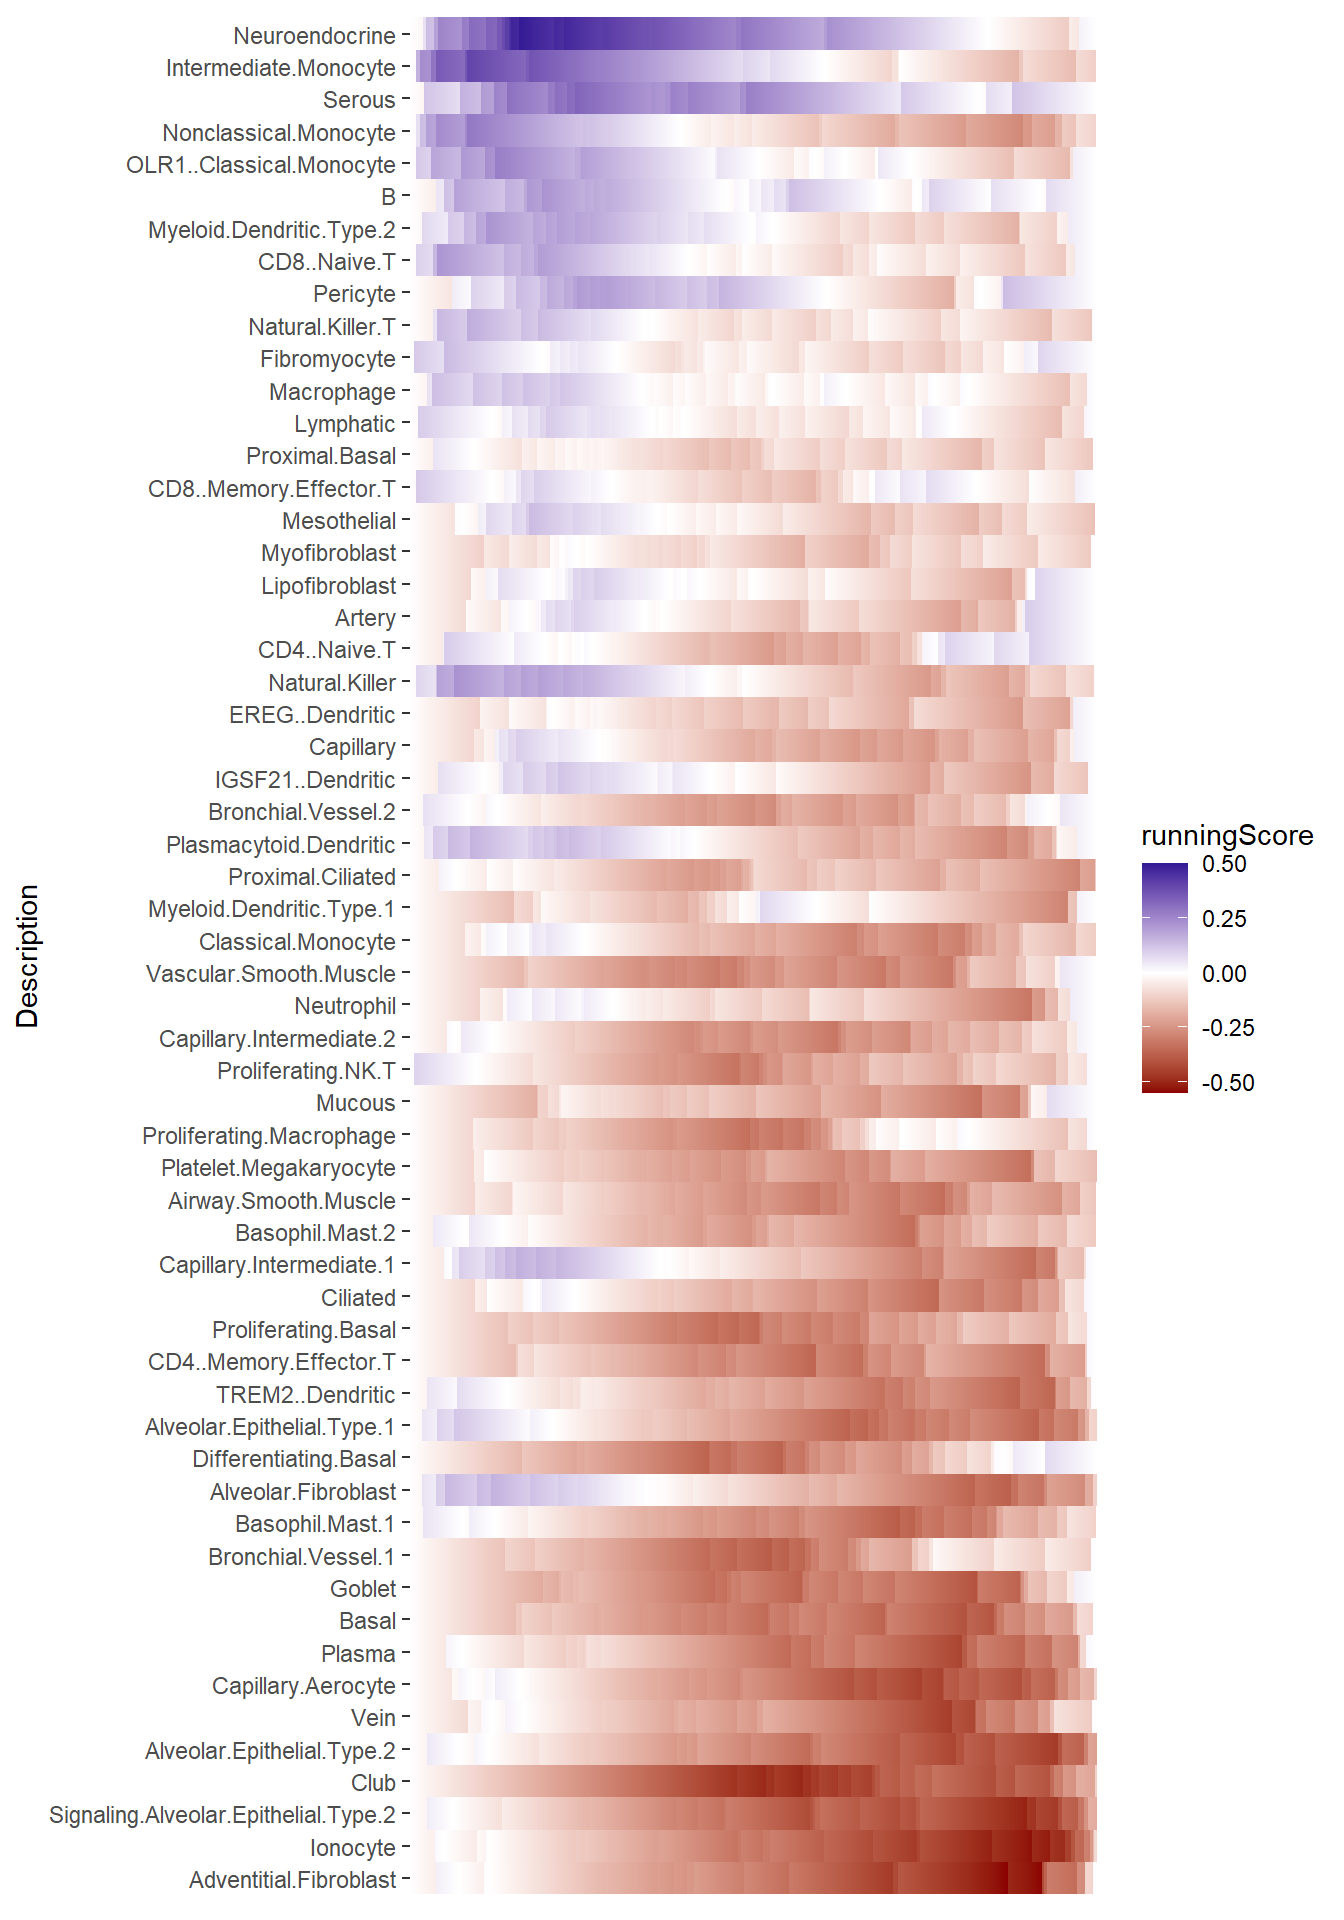 Neuroendocrine
Intermediate.Monocyte
Serous
Nonclassical.Monocyte
OLR1..Classical.Monocyte
B
Myeloid.Dendritic.Type.2
CD8..Naive.T
Pericyte
Natural.Killer.T
Fibromyocyte
Macrophage
Lymphatic
Proximal.Basal
CD8..Memory.Effector.T
Mesothelial
Myofibroblast
Lipofibroblast
Artery
CD4..Naive.T
Natural.Killer
EREG..Dendritic
Capillary
IGSF21..Dendritic
Bronchial.Vessel.2
Plasmacytoid.Dendritic
Proximal.Ciliated
Myeloid.Dendritic.Type.1
Classical.Monocyte
Vascular.Smooth.Muscle
Neutrophil
Capillary.Intermediate.2
Proliferating.NK.T
Mucous
Proliferating.Macrophage
Platelet.Megakaryocyte
Airway.Smooth.Muscle
Basophil.Mast.2
Capillary.Intermediate.1
Ciliated
Proliferating.Basal
CD4..Memory.Effector.T
TREM2..Dendritic
Alveolar.Epithelial.Type.1
Differentiating.Basal
Alveolar.Fibroblast
Basophil.Mast.1
Bronchial.Vessel.1
Goblet
Basal
Plasma
Capillary.Aerocyte
Vein
Alveolar.Epithelial.Type.2
Club
Signaling.Alveolar.Epithelial.Type.2
Ionocyte
Adventitial.Fibroblast
Description
runningScore
0.50
0.25
0.00
-0.25
-0.50